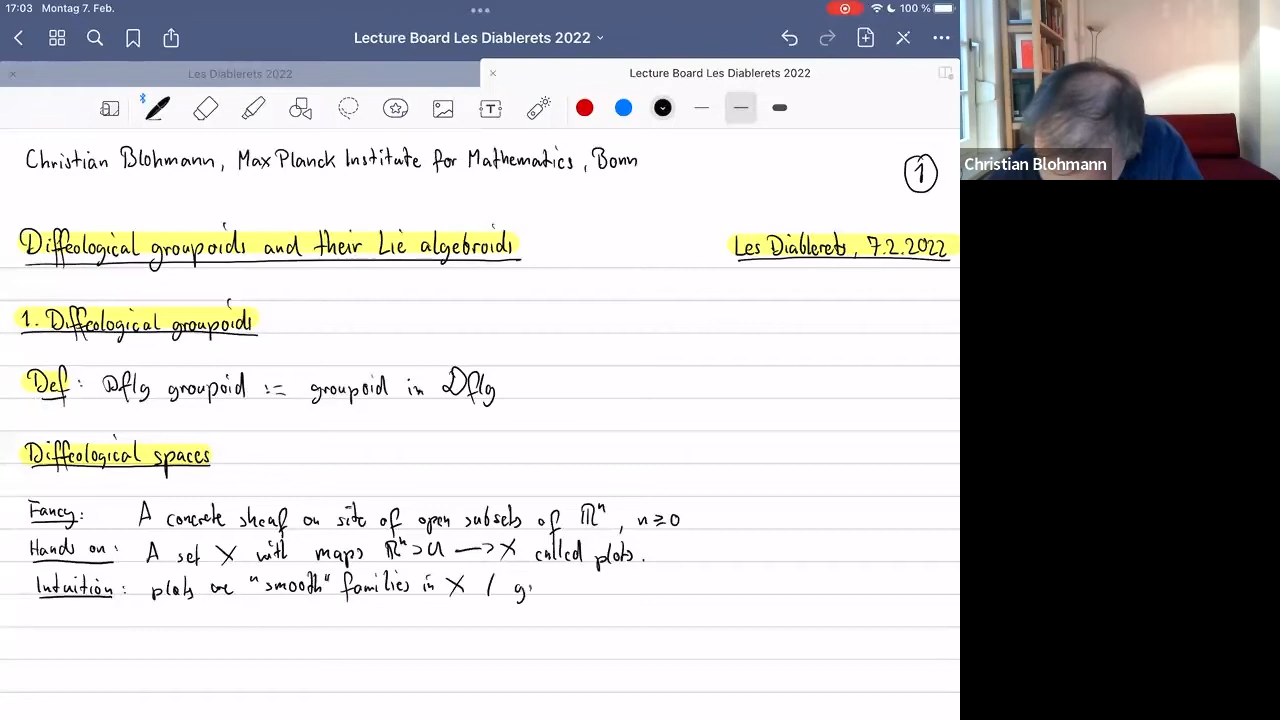 17:03 Montag 7. Feb.
100 %
Lecture Board Les Diablerets 2022
Les Diablerets 2022
Lecture Board Les Diablerets 2022
Christian Blohmann, Max Planck Institute for Mathematics, Bonn
1
Diffeological groupoids and their Lie algebroids
Les Diablerets, 7.2.2022
1. Diffeological groupoids
Def: Dflg groupoid := groupoid in Dflg
Diffeological spaces
Fancy: A concrete sheaf on site of open subsets of ℝⁿ, n ≥ 0
Hands on: A set X with maps ℝⁿ ⊃ U ⟶ X called plots.
Intuition: plots are "smooth" families in X / g
Christian Blohmann